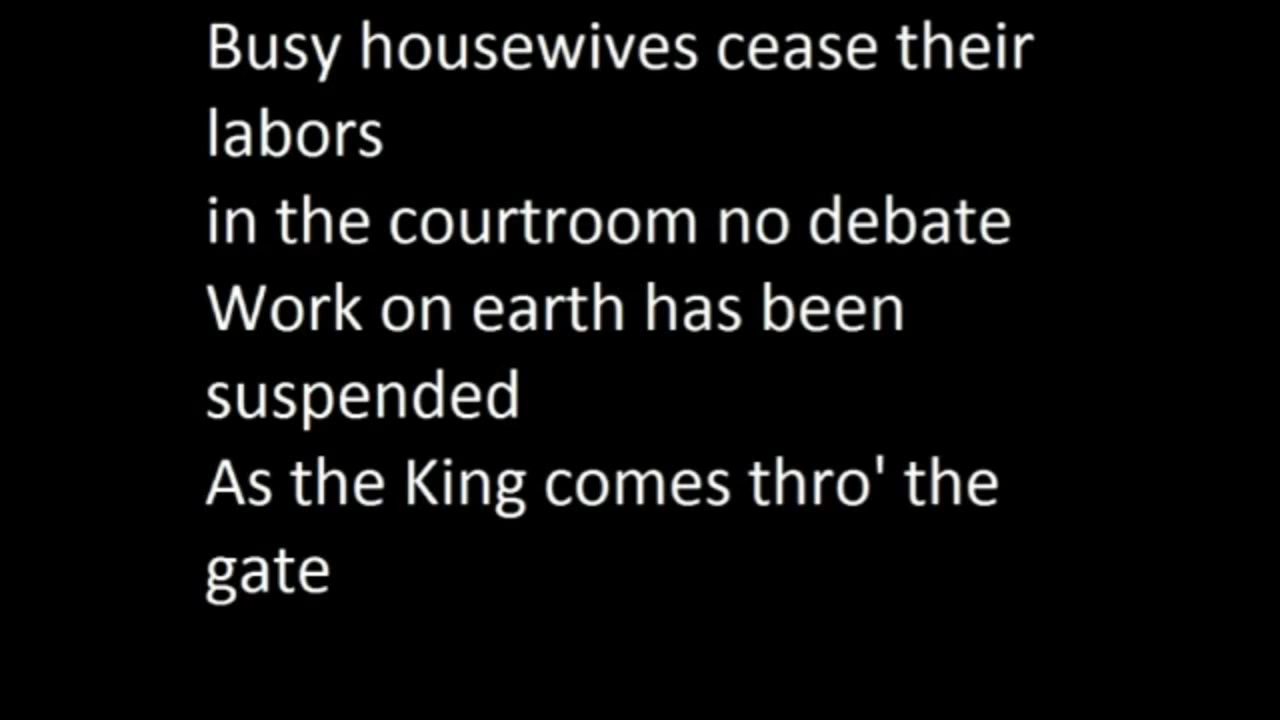 Busy housewives cease their
labors
in the courtroom no debate
Work on earth has been
suspended
As the King comes thro' the
gate